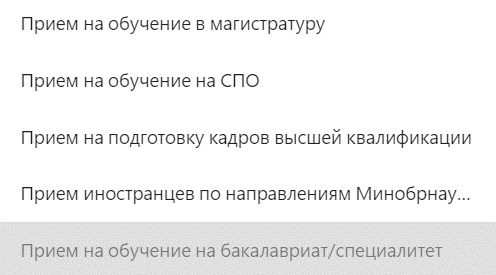 Прием на обучение в магистратуру
Прием на обучение на СПО
Прием на подготовку кадров высшей квалификации
Прием иностранцев по направлениям Минобрнау...
Прием на обучение на бакалавриат/специалитет